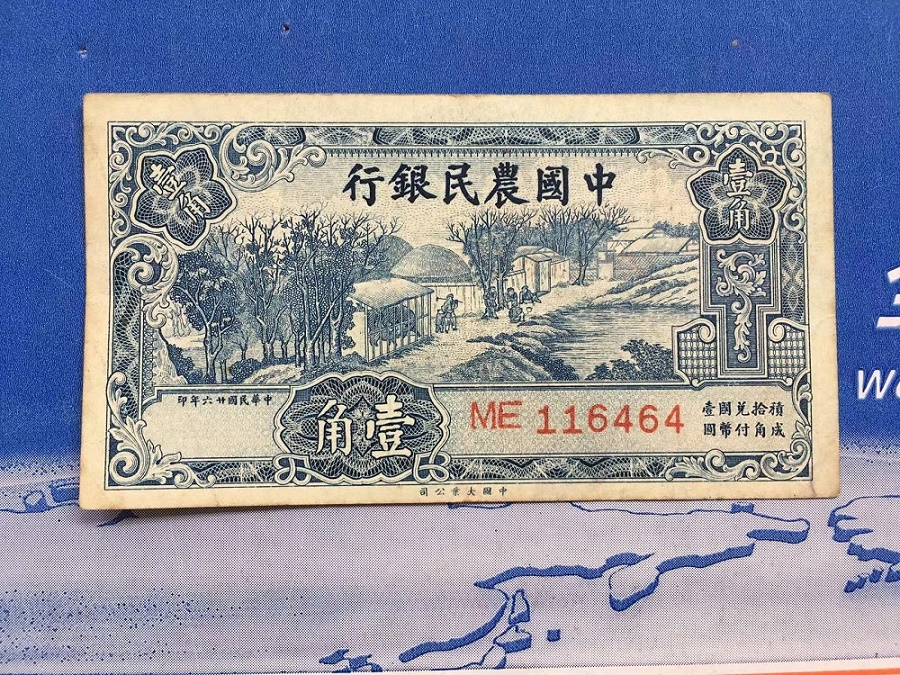 中國農民銀行
壹角
壹角
中華民國廿六年印
壹角
ME 116464
積成
拾角
兌付
國幣
壹圓
中國大業公司